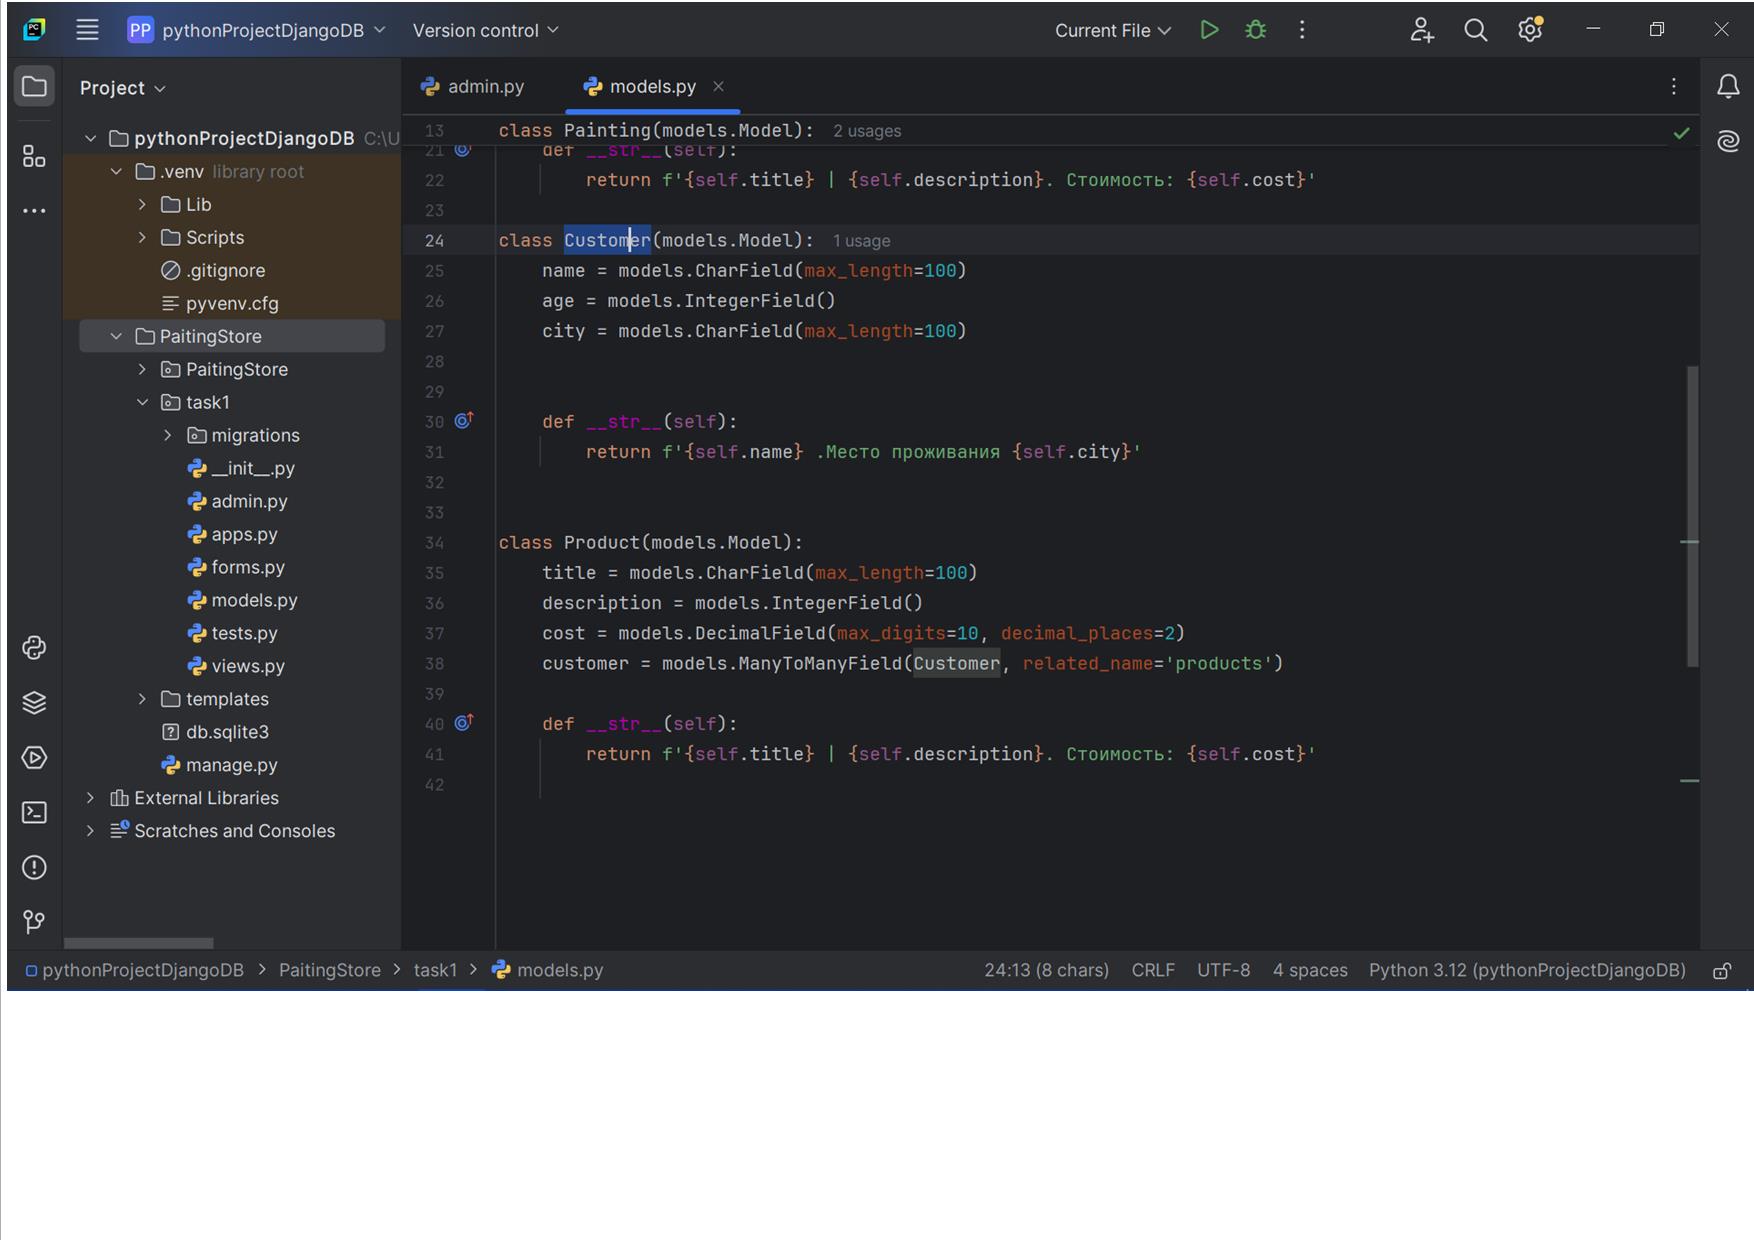 PC PP pythonProjectDjangoDB Version control Current File
Project
admin.py models.py
pythonProjectDjangoDB C:\U
.venv library root
Lib
Scripts
.gitignore
pyvenv.cfg
PaitingStore
PaitingStore
task1
migrations
__init__.py
admin.py
apps.py
forms.py
models.py
tests.py
views.py
templates
db.sqlite3
manage.py
External Libraries
Scratches and Consoles
13 class Painting(models.Model): 2 usages
21 def __str__(self):
22 return f'{self.title} | {self.description}. Стоимость: {self.cost}'
23
24 class Customer(models.Model): 1 usage
25 name = models.CharField(max_length=100)
26 age = models.IntegerField()
27 city = models.CharField(max_length=100)
28
29
30 def __str__(self):
31 return f'{self.name} .Место проживания {self.city}'
32
33
34 class Product(models.Model):
35 title = models.CharField(max_length=100)
36 description = models.IntegerField()
37 cost = models.DecimalField(max_digits=10, decimal_places=2)
38 customer = models.ManyToManyField(Customer, related_name='products')
39
40 def __str__(self):
41 return f'{self.title} | {self.description}. Стоимость: {self.cost}'
42
pythonProjectDjangoDB > PaitingStore > task1 > models.py 24:13 (8 chars) CRLF UTF-8 4 spaces Python 3.12 (pythonProjectDjangoDB)